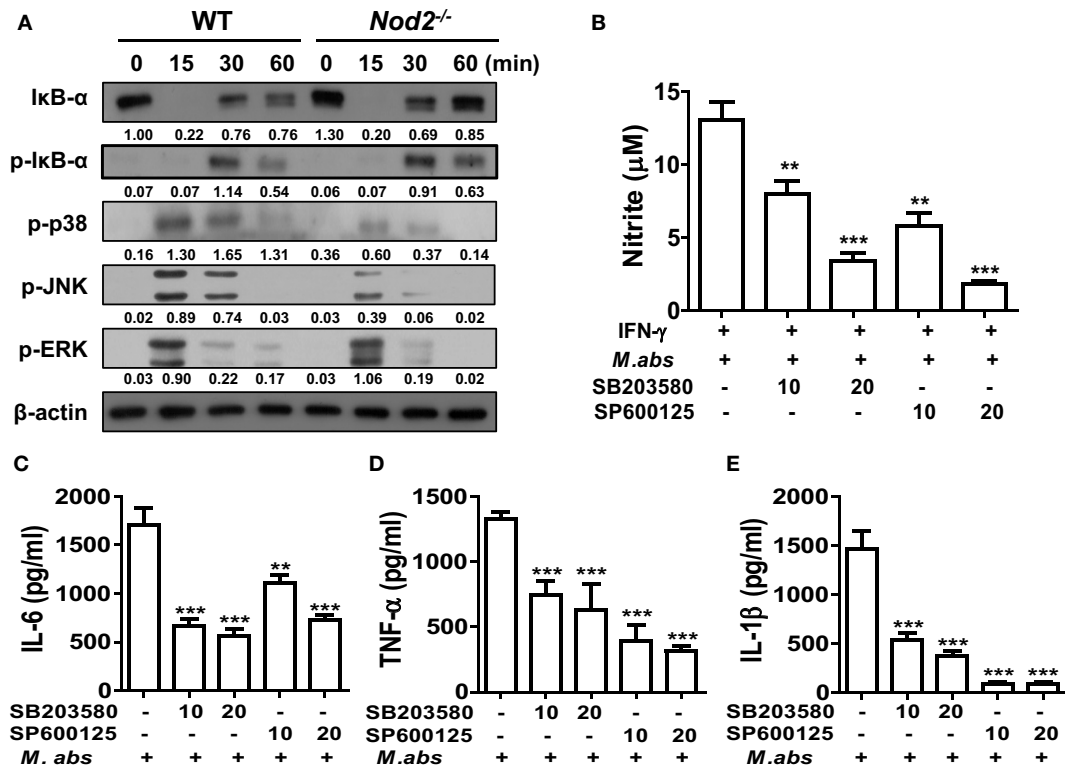 A
WT Nod2-/-
0 15 30 60 0 15 30 60 (min)
IκB-α
1.00 0.22 0.76 0.76 1.30 0.20 0.69 0.85
p-IκB-α
0.07 0.07 1.14 0.54 0.06 0.07 0.91 0.63
p-p38
0.16 1.30 1.65 1.31 0.36 0.60 0.37 0.14
p-JNK
0.02 0.89 0.74 0.03 0.03 0.39 0.06 0.02
p-ERK
0.03 0.90 0.22 0.17 0.03 1.06 0.19 0.02
β-actin
B
Nitrite (μM)
15
10
5
0
** *** ** ***
IFN-γ + + + + +
M.abs + + + + +
SB203580 - 10 20 - -
SP600125 - - - 10 20
C
IL-6 (pg/ml)
2000
1500
1000
500
0
*** *** ** ***
SB203580 - 10 20 - -
SP600125 - - - 10 20
M. abs + + + + +
D
TNF-α (pg/ml)
1500
1000
500
0
*** *** *** ***
- 10 20 - -
- - - 10 20
M.abs + + + + +
E
IL-1β (pg/ml)
2000
1500
1000
500
0
*** *** *** ***
SB203580 - 10 20 - -
SP600125 - - - 10 20
M.abs + + + + +